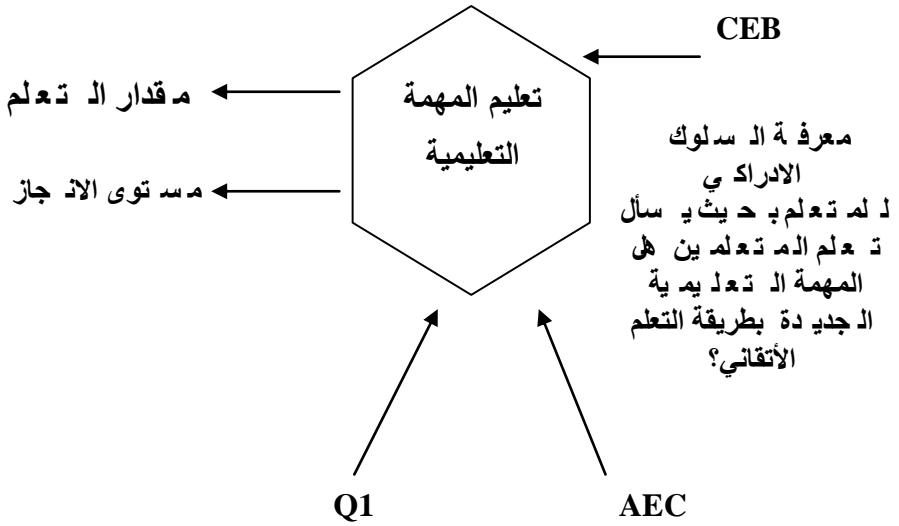 CEB
تعليم المهمة
التعليمية
مقدار التعلم
مستوى الانجاز
معرفة السلوك
الادراكي
للمتعلم بحيث يسأل
تعلم المتعلمين هل
المهمة التعليمية
الجديدة بطريقة التعلم
الأتقاني؟
Q1
AEC